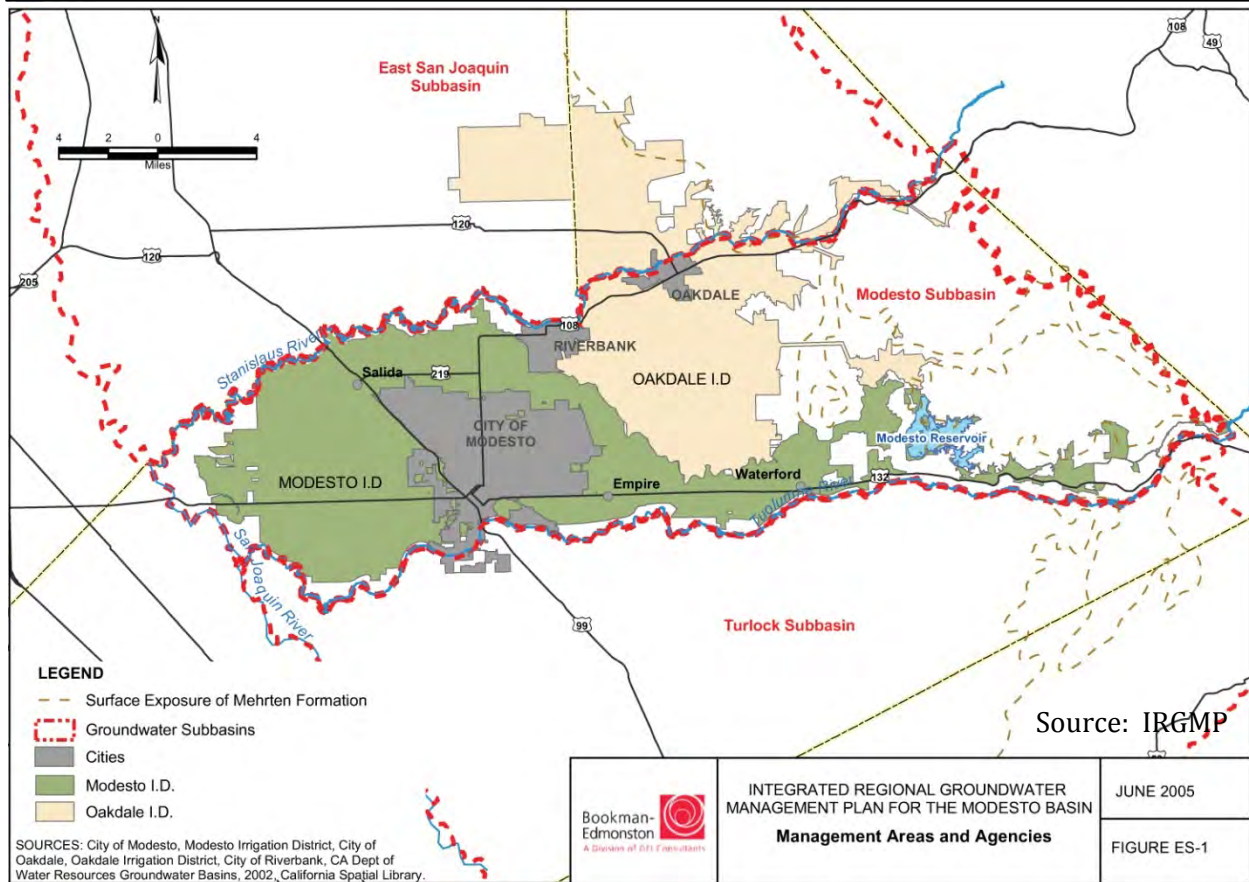 N
108
49
East San Joaquin
Subbasin
4 2 0 4
Miles
120
120
205
Modesto Subbasin
OAKDALE
108
RIVERBANK
Stanislaus River
Salida
219
OAKDALE I.D
CITY OF
MODESTO
Modesto Reservoir
MODESTO I.D
Empire
Waterford
132
Tuolumne River
San Joaquin River
99
Turlock Subbasin
LEGEND
Surface Exposure of Mehrten Formation
Groundwater Subbasins
Cities
Modesto I.D.
Oakdale I.D.
Source: IRGMP
SOURCES: City of Modesto, Modesto Irrigation District, City of
Oakdale, Oakdale Irrigation District, City of Riverbank, CA Dept of
Water Resources Groundwater Basins, 2002, California Spatial Library.
Bookman-
Edmonston
A Division of GEI Consultants
INTEGRATED REGIONAL GROUNDWATER
MANAGEMENT PLAN FOR THE MODESTO BASIN
Management Areas and Agencies
JUNE 2005
FIGURE ES-1